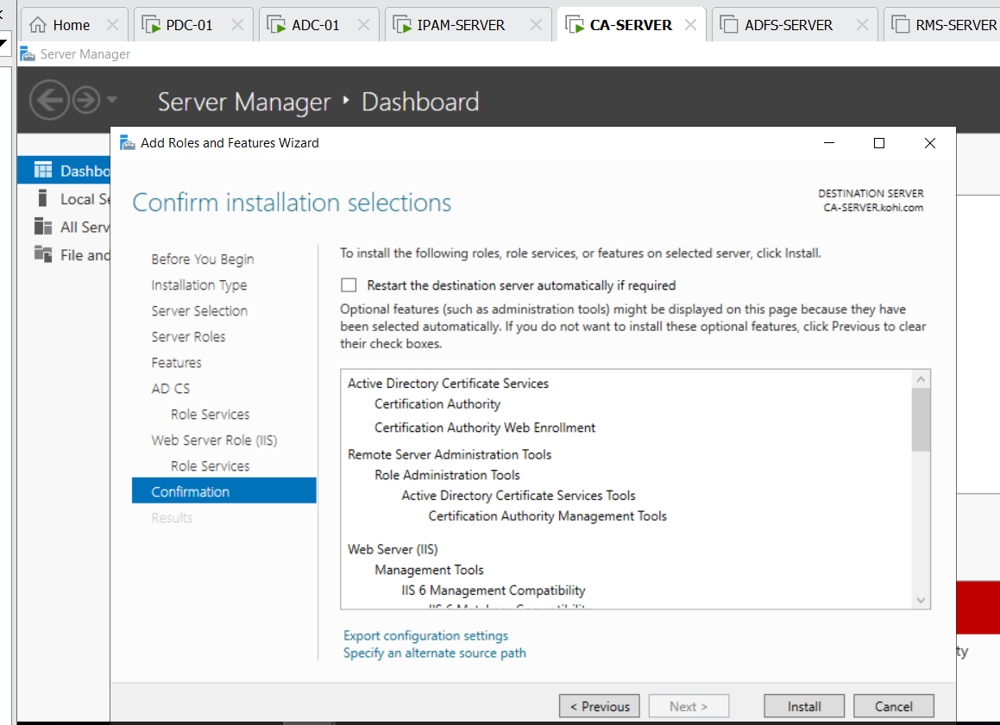 Home
PDC-01
ADC-01
IPAM-SERVER
CA-SERVER
ADFS-SERVER
RMS-SERVER
Server Manager
Server Manager Dashboard
Add Roles and Features Wizard
Dashbo
Local Se
All Serv
File and
Confirm installation selections
DESTINATION SERVER
CA-SERVER.kohi.com
Before You Begin
Installation Type
Server Selection
Server Roles
Features
AD CS
Role Services
Web Server Role (IIS)
Role Services
Confirmation
Results
To install the following roles, role services, or features on selected server, click Install.
Restart the destination server automatically if required
Optional features (such as administration tools) might be displayed on this page because they have
been selected automatically. If you do not want to install these optional features, click Previous to clear
their check boxes.
Active Directory Certificate Services
Certification Authority
Certification Authority Web Enrollment
Remote Server Administration Tools
Role Administration Tools
Active Directory Certificate Services Tools
Certification Authority Management Tools
Web Server (IIS)
Management Tools
IIS 6 Management Compatibility
IIS 6 Metabase Compatibility
Export configuration settings
Specify an alternate source path
ty
< Previous
Next >
Install
Cancel